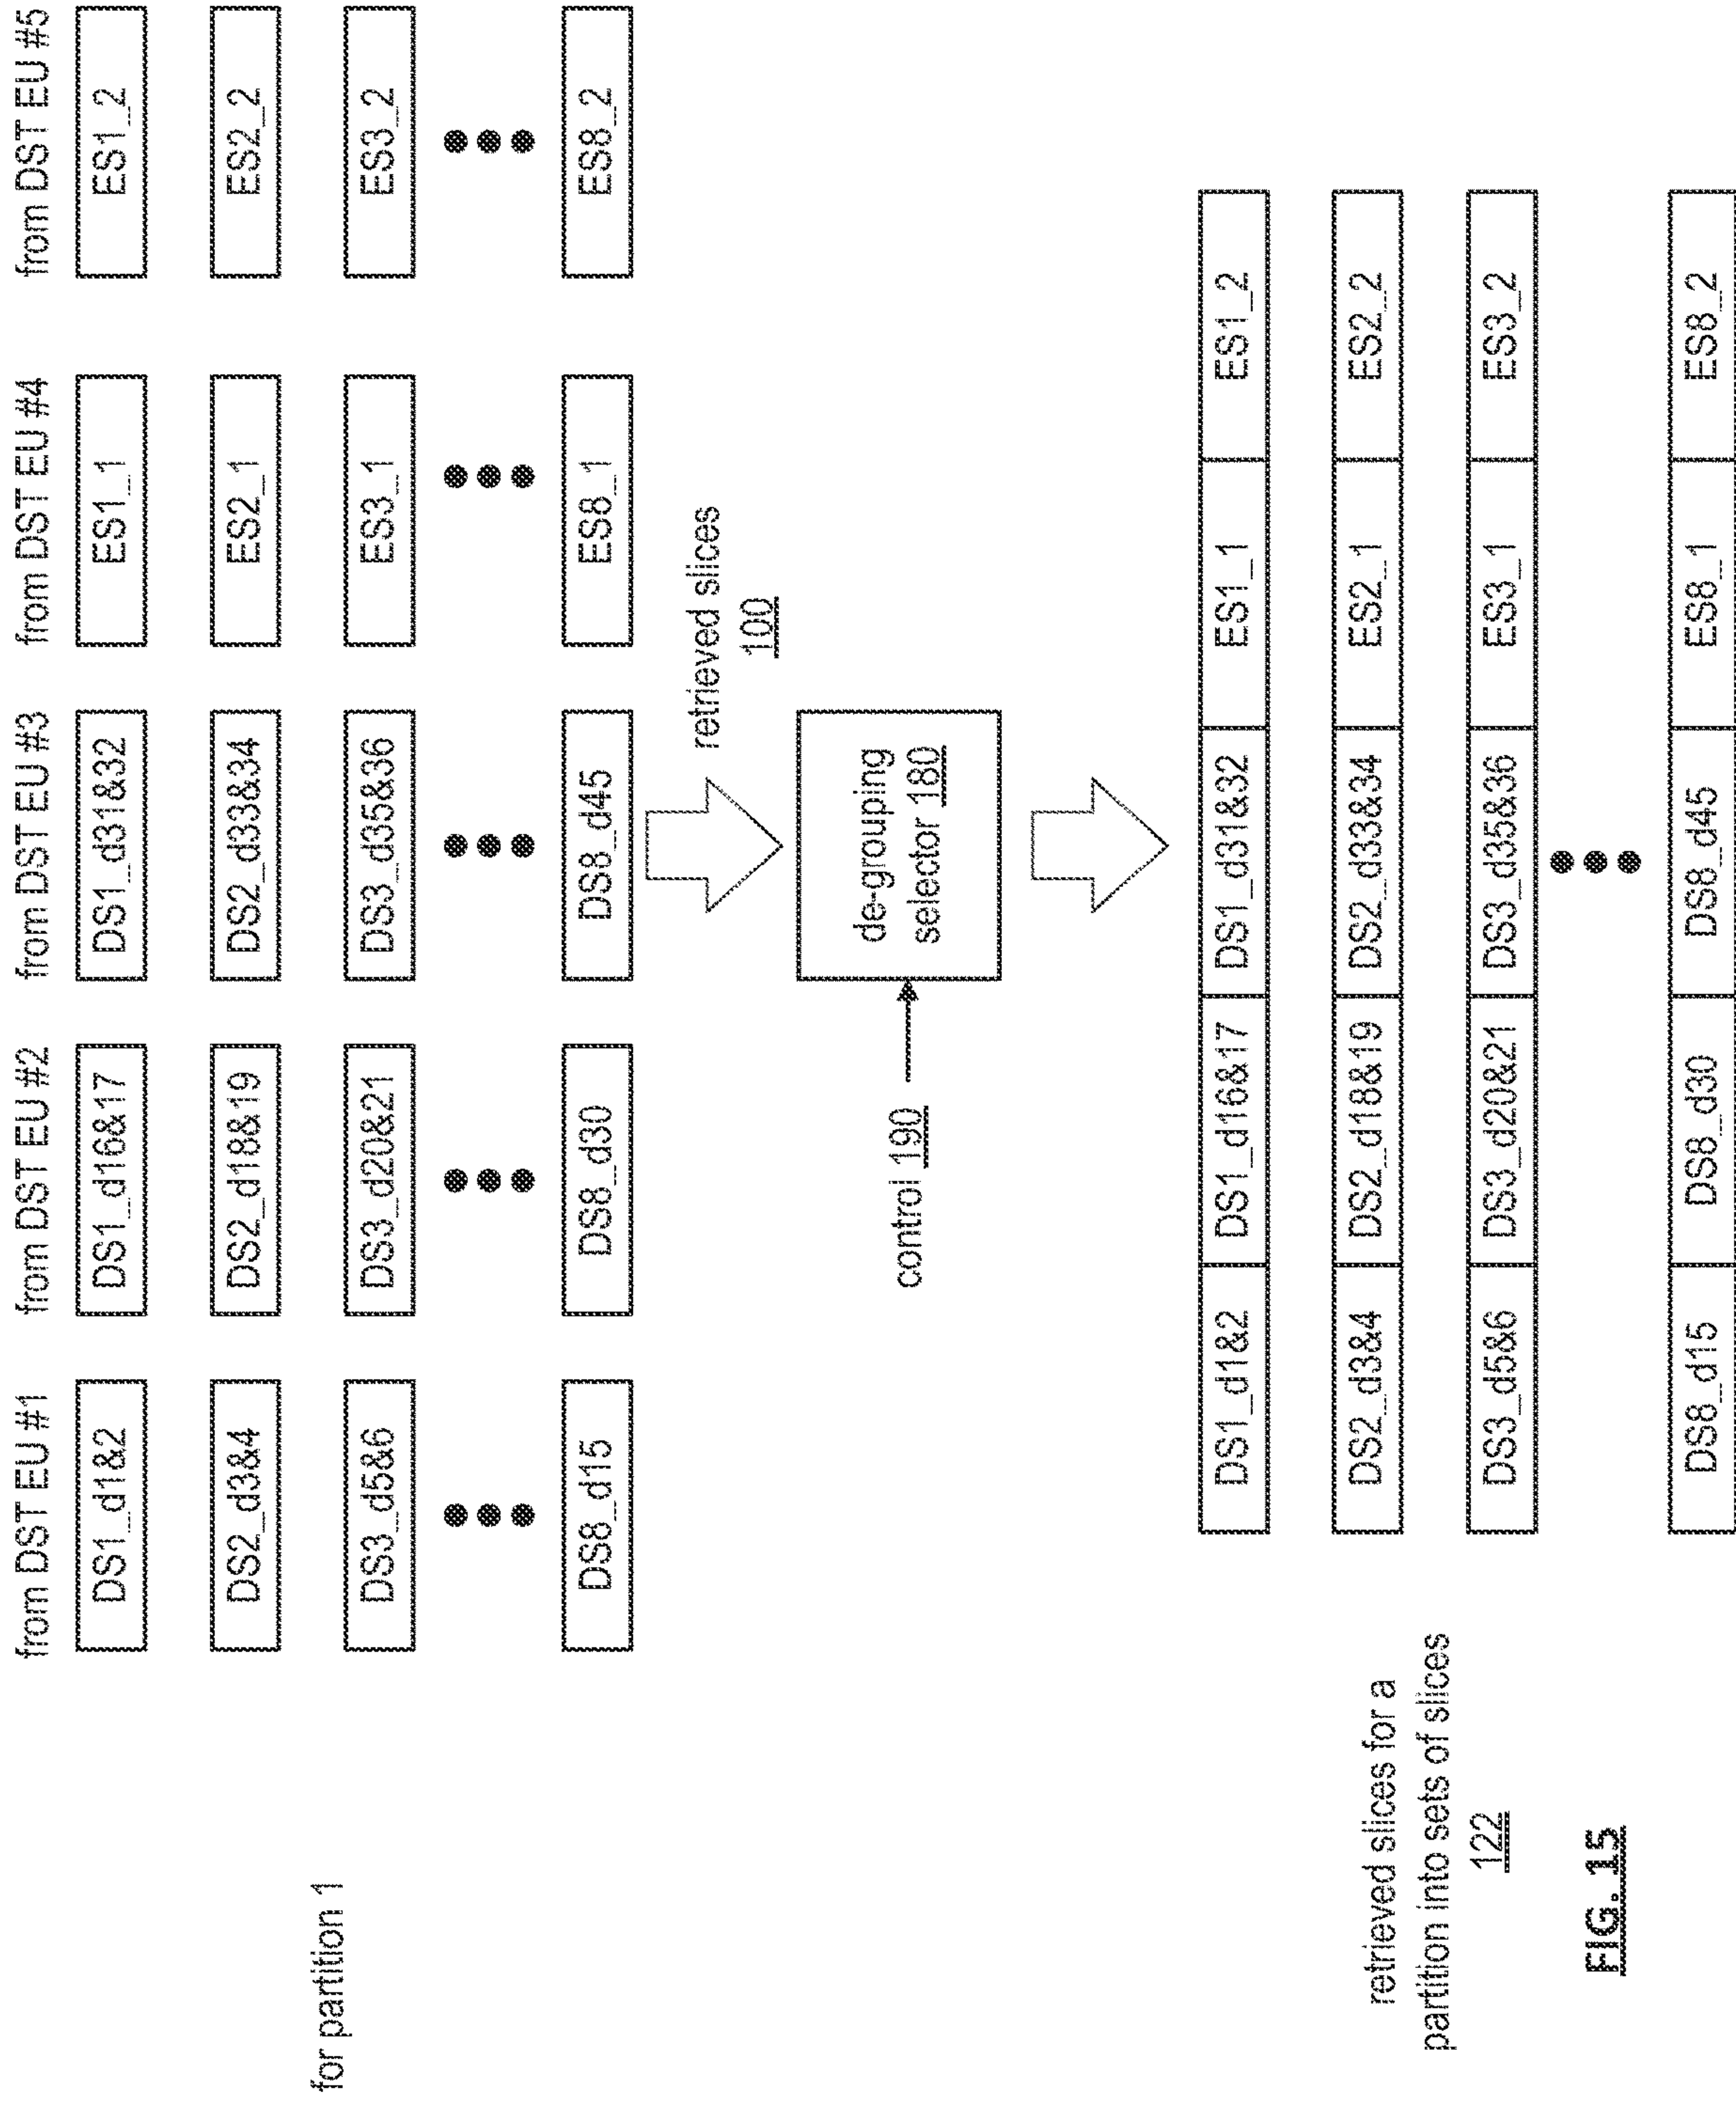 from DST EU #1
from DST EU #2
from DST EU #3
from DST EU #4
from DST EU #5
DS1_d1&2
DS1_d16&17
DS1_d31&32
ES1_1
ES1_2
DS2_d3&4
DS2_d18&19
DS2_d33&34
ES2_1
ES2_2
for partition 1
DS3_d5&6
DS3_d20&21
DS3_d35&36
ES3_1
ES3_2
DS8_d15
DS8_d30
DS8_d45
ES8_1
ES8_2
retrieved slices
100
control 190
de-grouping
selector 180
DS1_d1&2
DS1_d16&17
DS1_d31&32
ES1_1
ES1_2
DS2_d3&4
DS2_d18&19
DS2_d33&34
ES2_1
ES2_2
retrieved slices for a
partition into sets of slices
122
DS3_d5&6
DS3_d20&21
DS3_d35&36
ES3_1
ES3_2
DS8_d15
DS8_d30
DS8_d45
ES8_1
ES8_2
FIG. 15